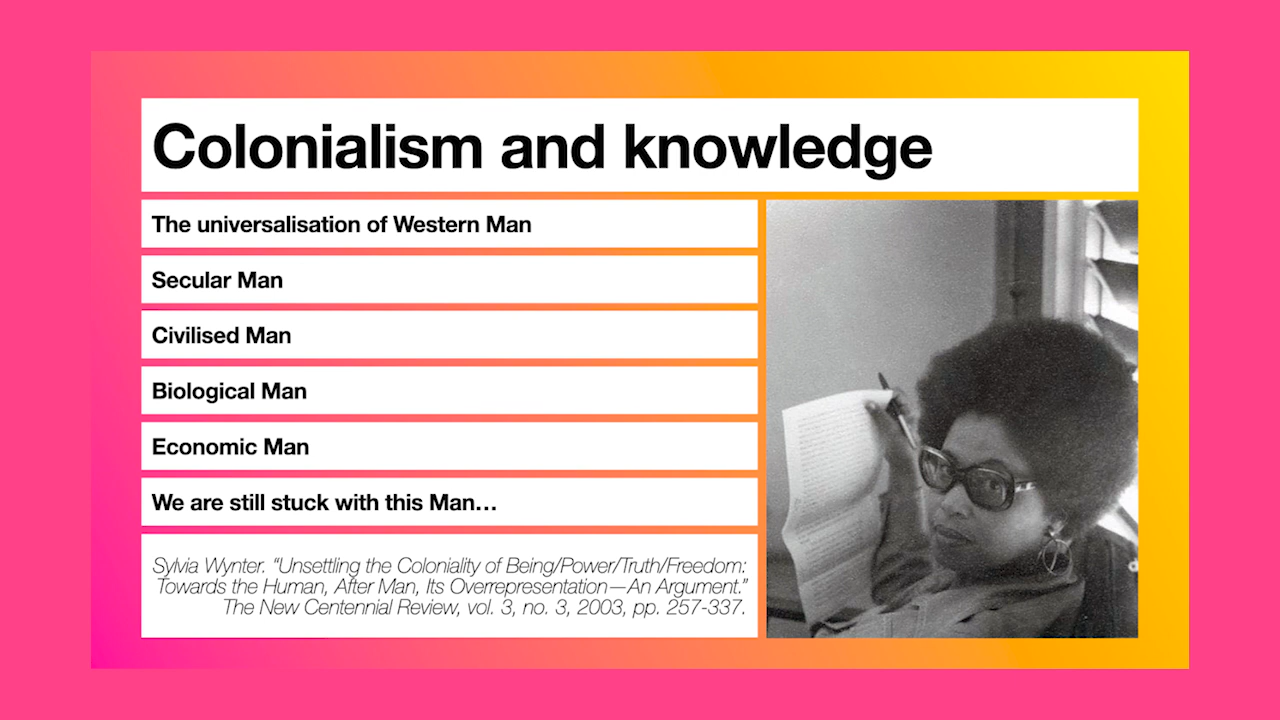 Colonialism and knowledge
The universalisation of Western Man
Secular Man
Civilised Man
Biological Man
Economic Man
We are still stuck with this Man…
Sylvia Wynter. “Unsettling the Coloniality of Being/Power/Truth/Freedom:
Towards the Human, After Man, Its Overrepresentation—An Argument.”
The New Centennial Review, vol. 3, no. 3, 2003, pp. 257-337.